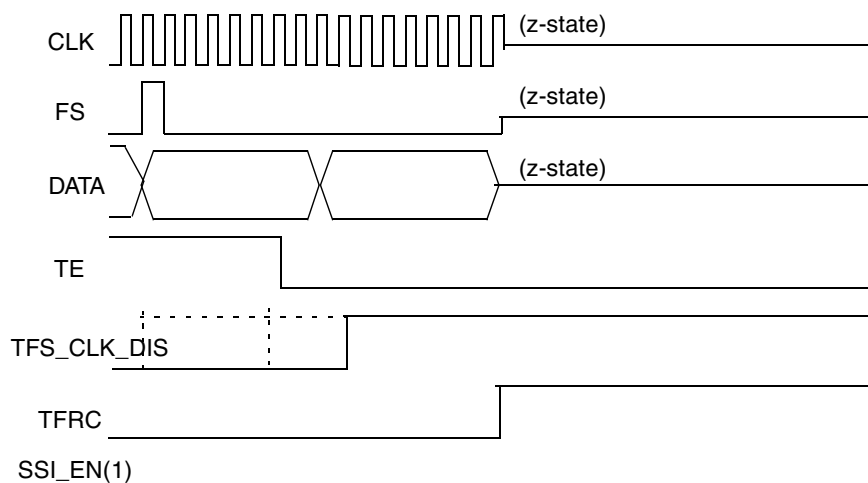 CLK
(z-state)
FS
(z-state)
DATA
(z-state)
TE
TFS_CLK_DIS
TFRC
SSI_EN(1)